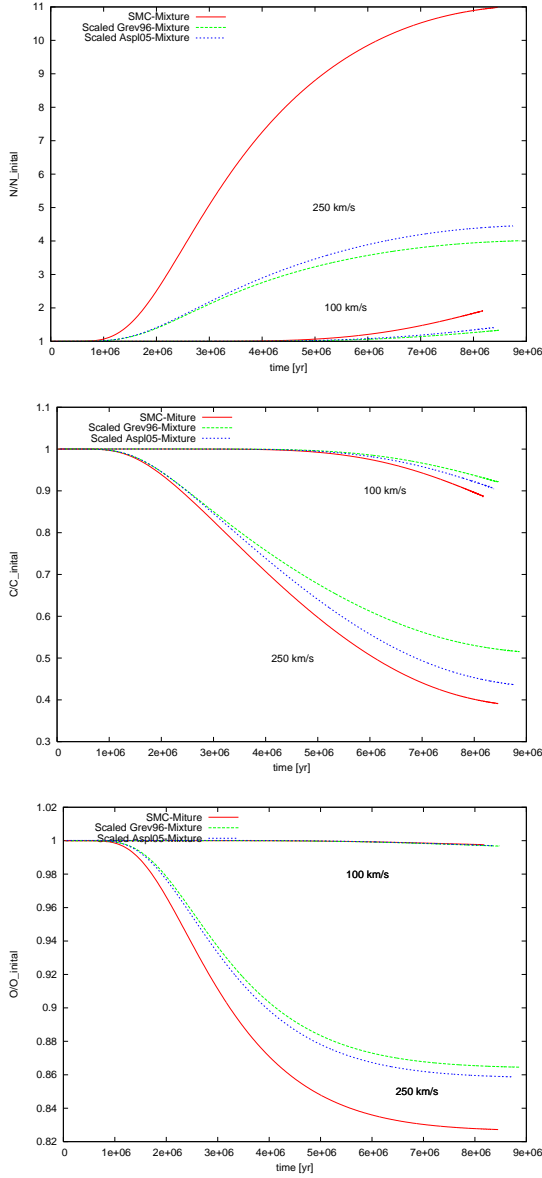 11
10
9
8
7
6
5
4
3
2
1
N/N_inital
SMC-Mixture
Scaled Grev96-Mixture
Scaled Aspl05-Mixture
250 km/s
100 km/s
0 1e+06 2e+06 3e+06 4e+06 5e+06 6e+06 7e+06 8e+06 9e+06
time [yr]
1.1
1
0.9
0.8
0.7
0.6
0.5
0.4
0.3
C/C_inital
SMC-Miture
Scaled Grev96-Mixture
Scaled Aspl05-Mixture
100 km/s
250 km/s
0 1e+06 2e+06 3e+06 4e+06 5e+06 6e+06 7e+06 8e+06 9e+06
time [yr]
1.02
1
0.98
0.96
0.94
0.92
0.9
0.88
0.86
0.84
0.82
O/O_inital
SMC-Miture
Scaled Grev96-Mixture
Scaled Aspl05-Mixture
100 km/s
250 km/s
0 1e+06 2e+06 3e+06 4e+06 5e+06 6e+06 7e+06 8e+06 9e+06
time [yr]